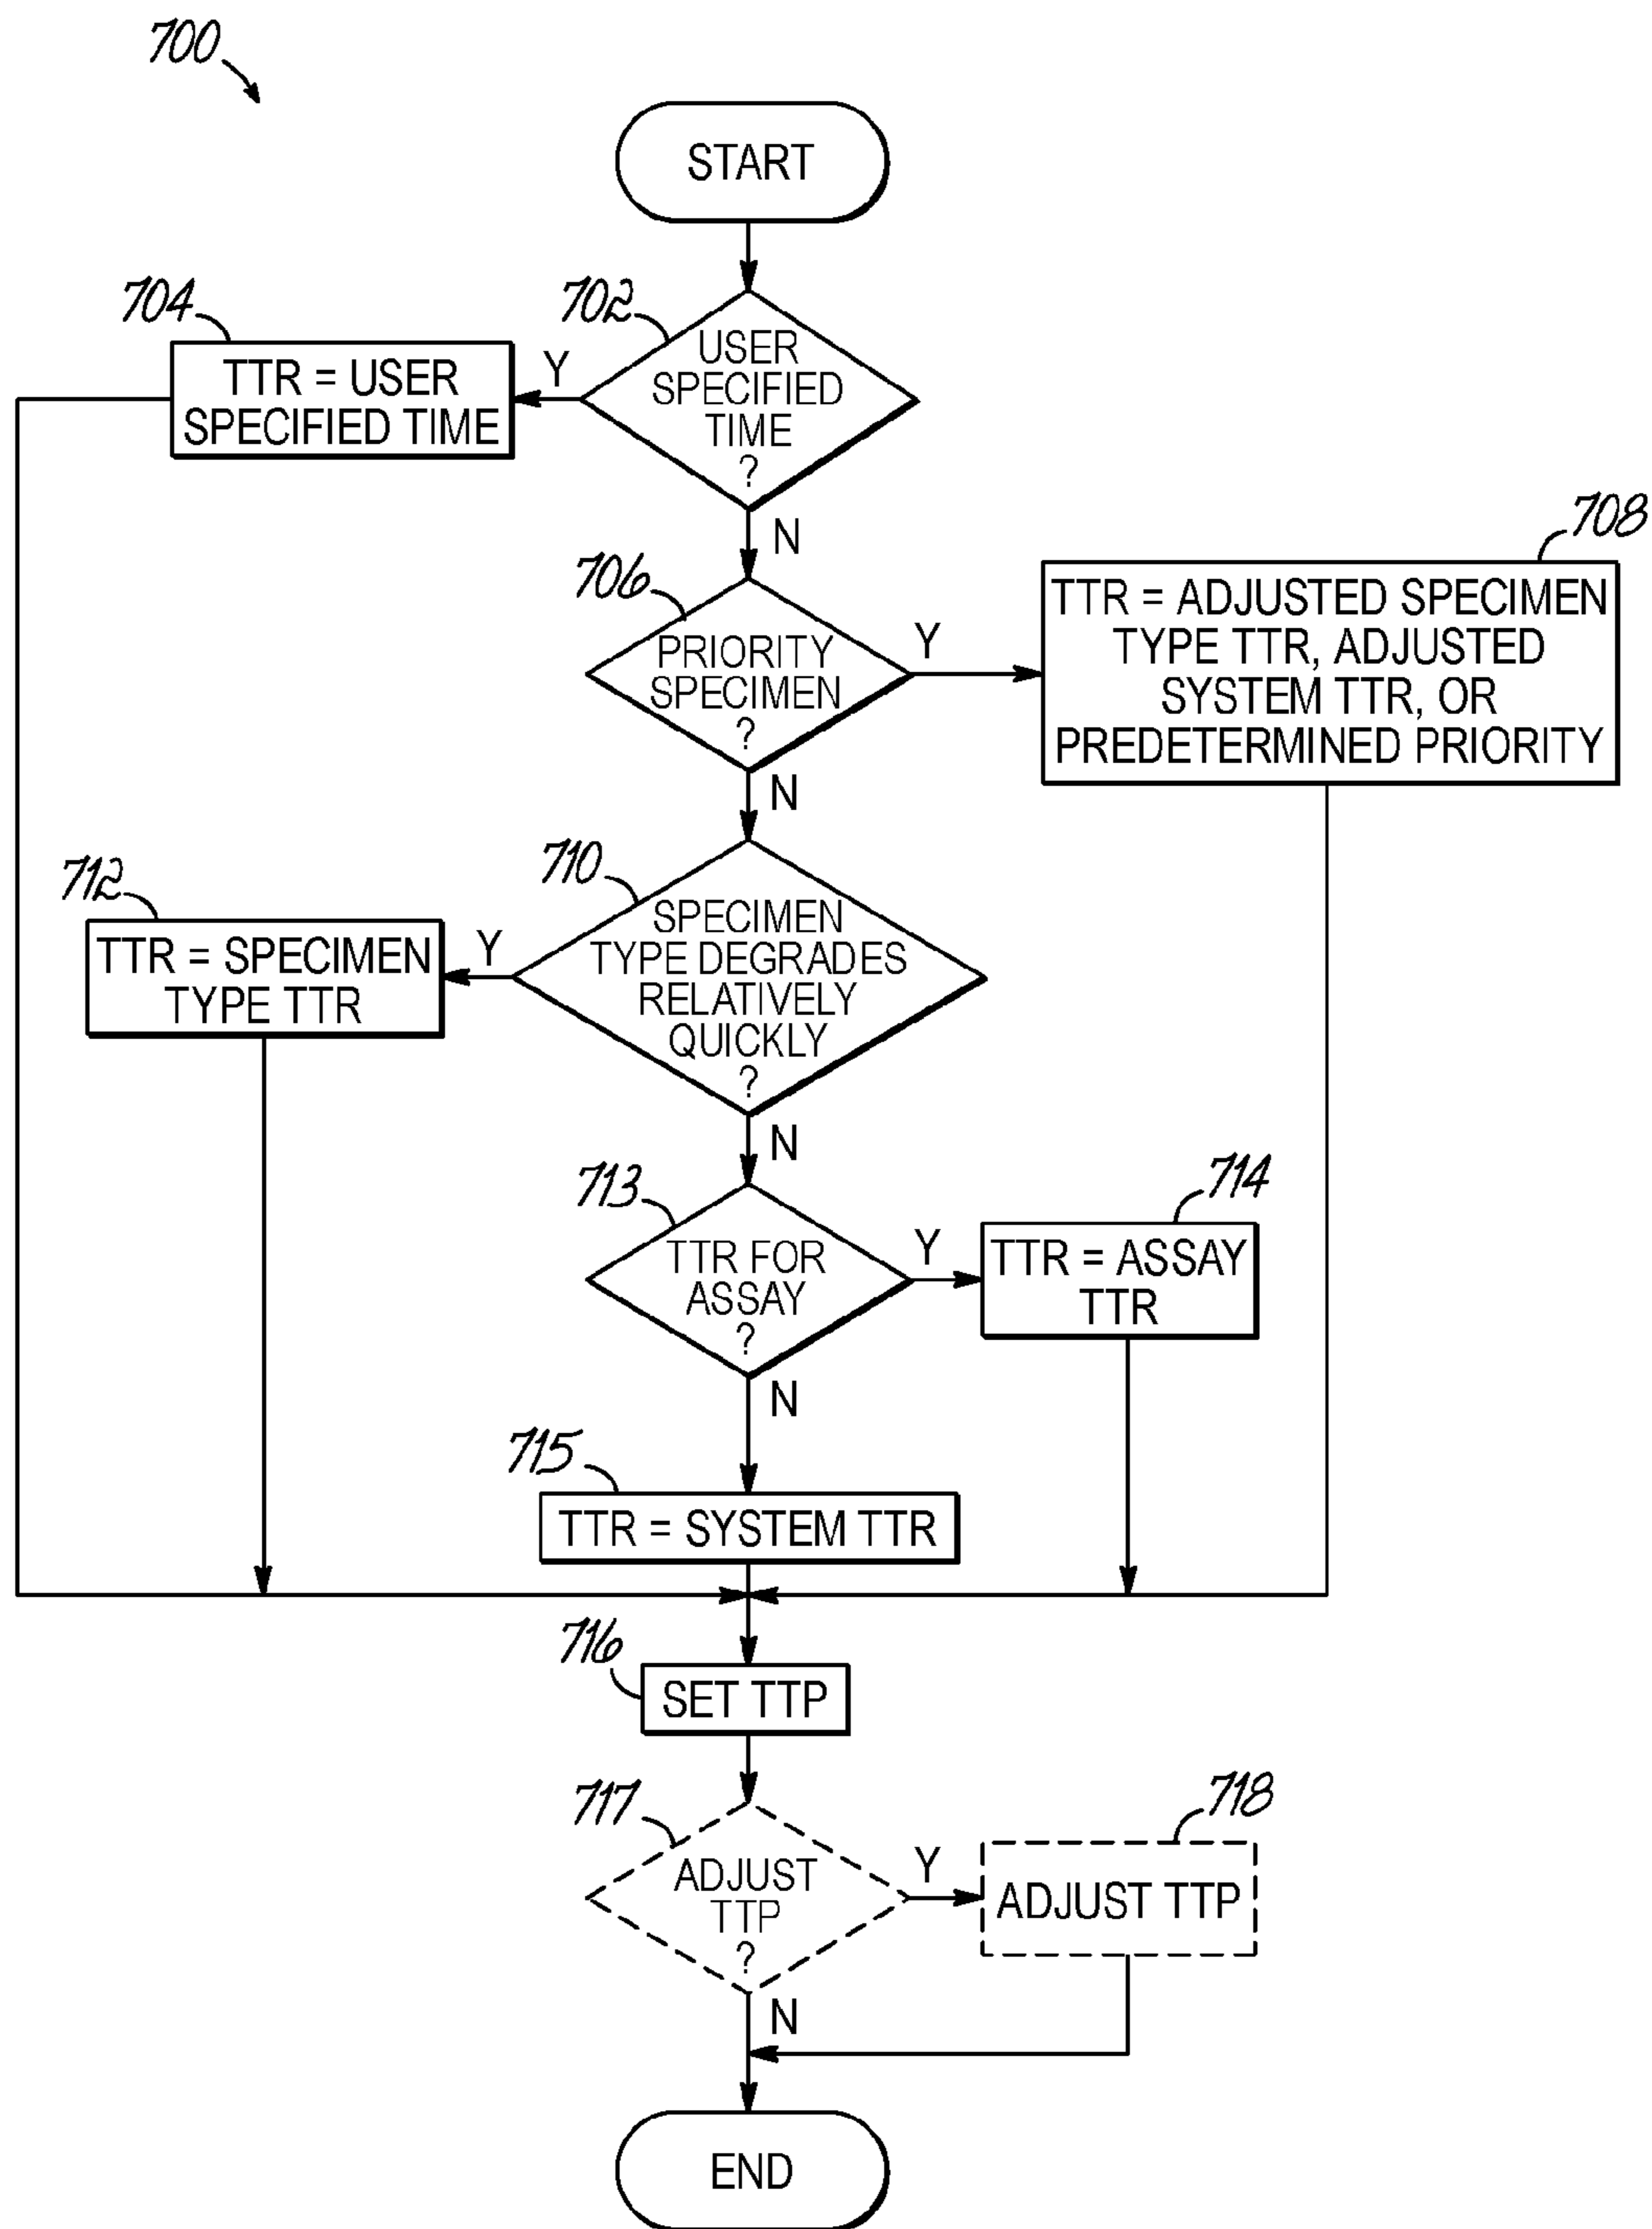 700
START
702
USER
SPECIFIED
TIME
?
Y
704
TTR = USER
SPECIFIED TIME
N
706
PRIORITY
SPECIMEN
?
Y
708
TTR = ADJUSTED SPECIMEN
TYPE TTR, ADJUSTED
SYSTEM TTR, OR
PREDETERMINED PRIORITY
N
710
SPECIMEN
TYPE DEGRADES
RELATIVELY
QUICKLY
?
Y
712
TTR = SPECIMEN
TYPE TTR
N
713
TTR FOR
ASSAY
?
Y
714
TTR = ASSAY
TTR
N
715
TTR = SYSTEM TTR
716
SET TTP
717
ADJUST
TTP
?
Y
718
ADJUST TTP
N
END